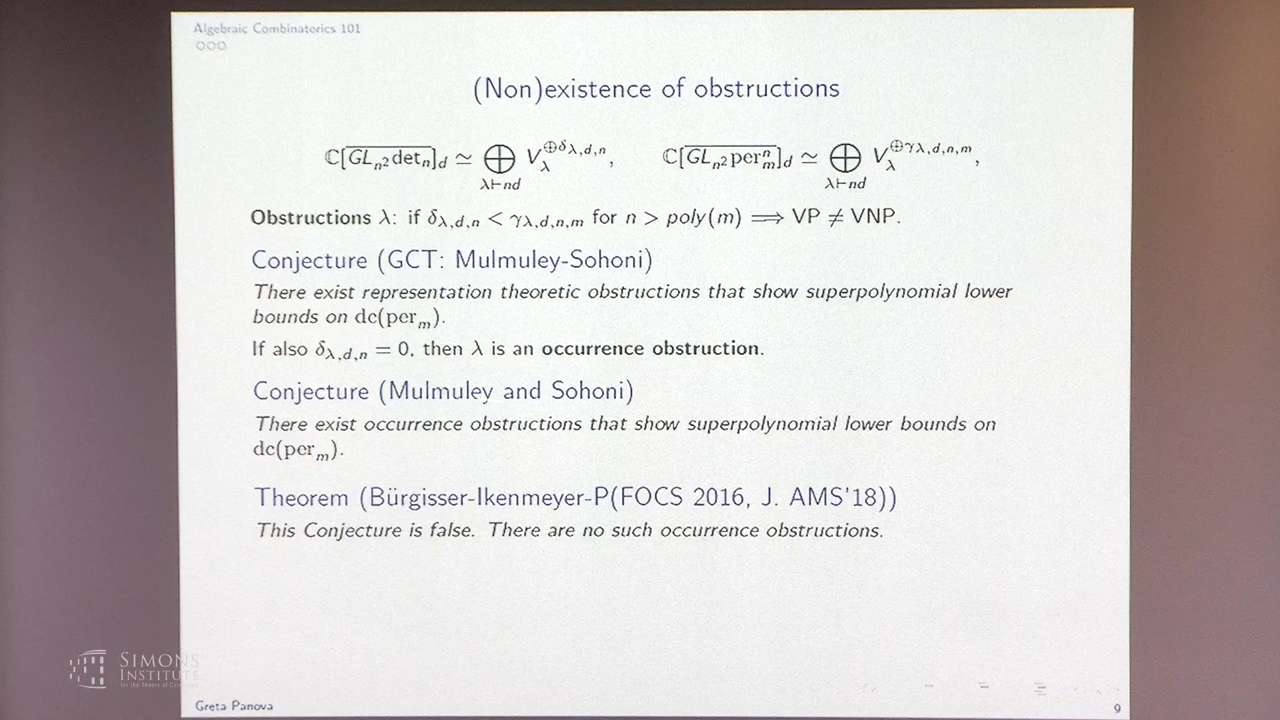 Algebraic Combinatorics 101
(Non)existence of obstructions
ℂ[\overline{GL_{n^2}det_n}]_d ≃ ⊕_{λ⊢nd} V_λ^{⊕δ_{λ,d,n}}, ℂ[\overline{GL_{n^2}per_m^n}]_d ≃ ⊕_{λ⊢nd} V_λ^{⊕γ_{λ,d,n,m}},
Obstructions λ: if δ_{λ,d,n} < γ_{λ,d,n,m} for n > poly(m) ⟹ VP ≠ VNP.
Conjecture (GCT: Mulmuley-Sohoni)
There exist representation theoretic obstructions that show superpolynomial lower
bounds on dc(per_m).
If also δ_{λ,d,n} = 0, then λ is an occurrence obstruction.
Conjecture (Mulmuley and Sohoni)
There exist occurrence obstructions that show superpolynomial lower bounds on
dc(per_m).
Theorem (Bürgisser-Ikenmeyer-P(FOCS 2016, J. AMS'18))
This Conjecture is false. There are no such occurrence obstructions.
SIMONS
INSTITUTE
Greta Panova
9